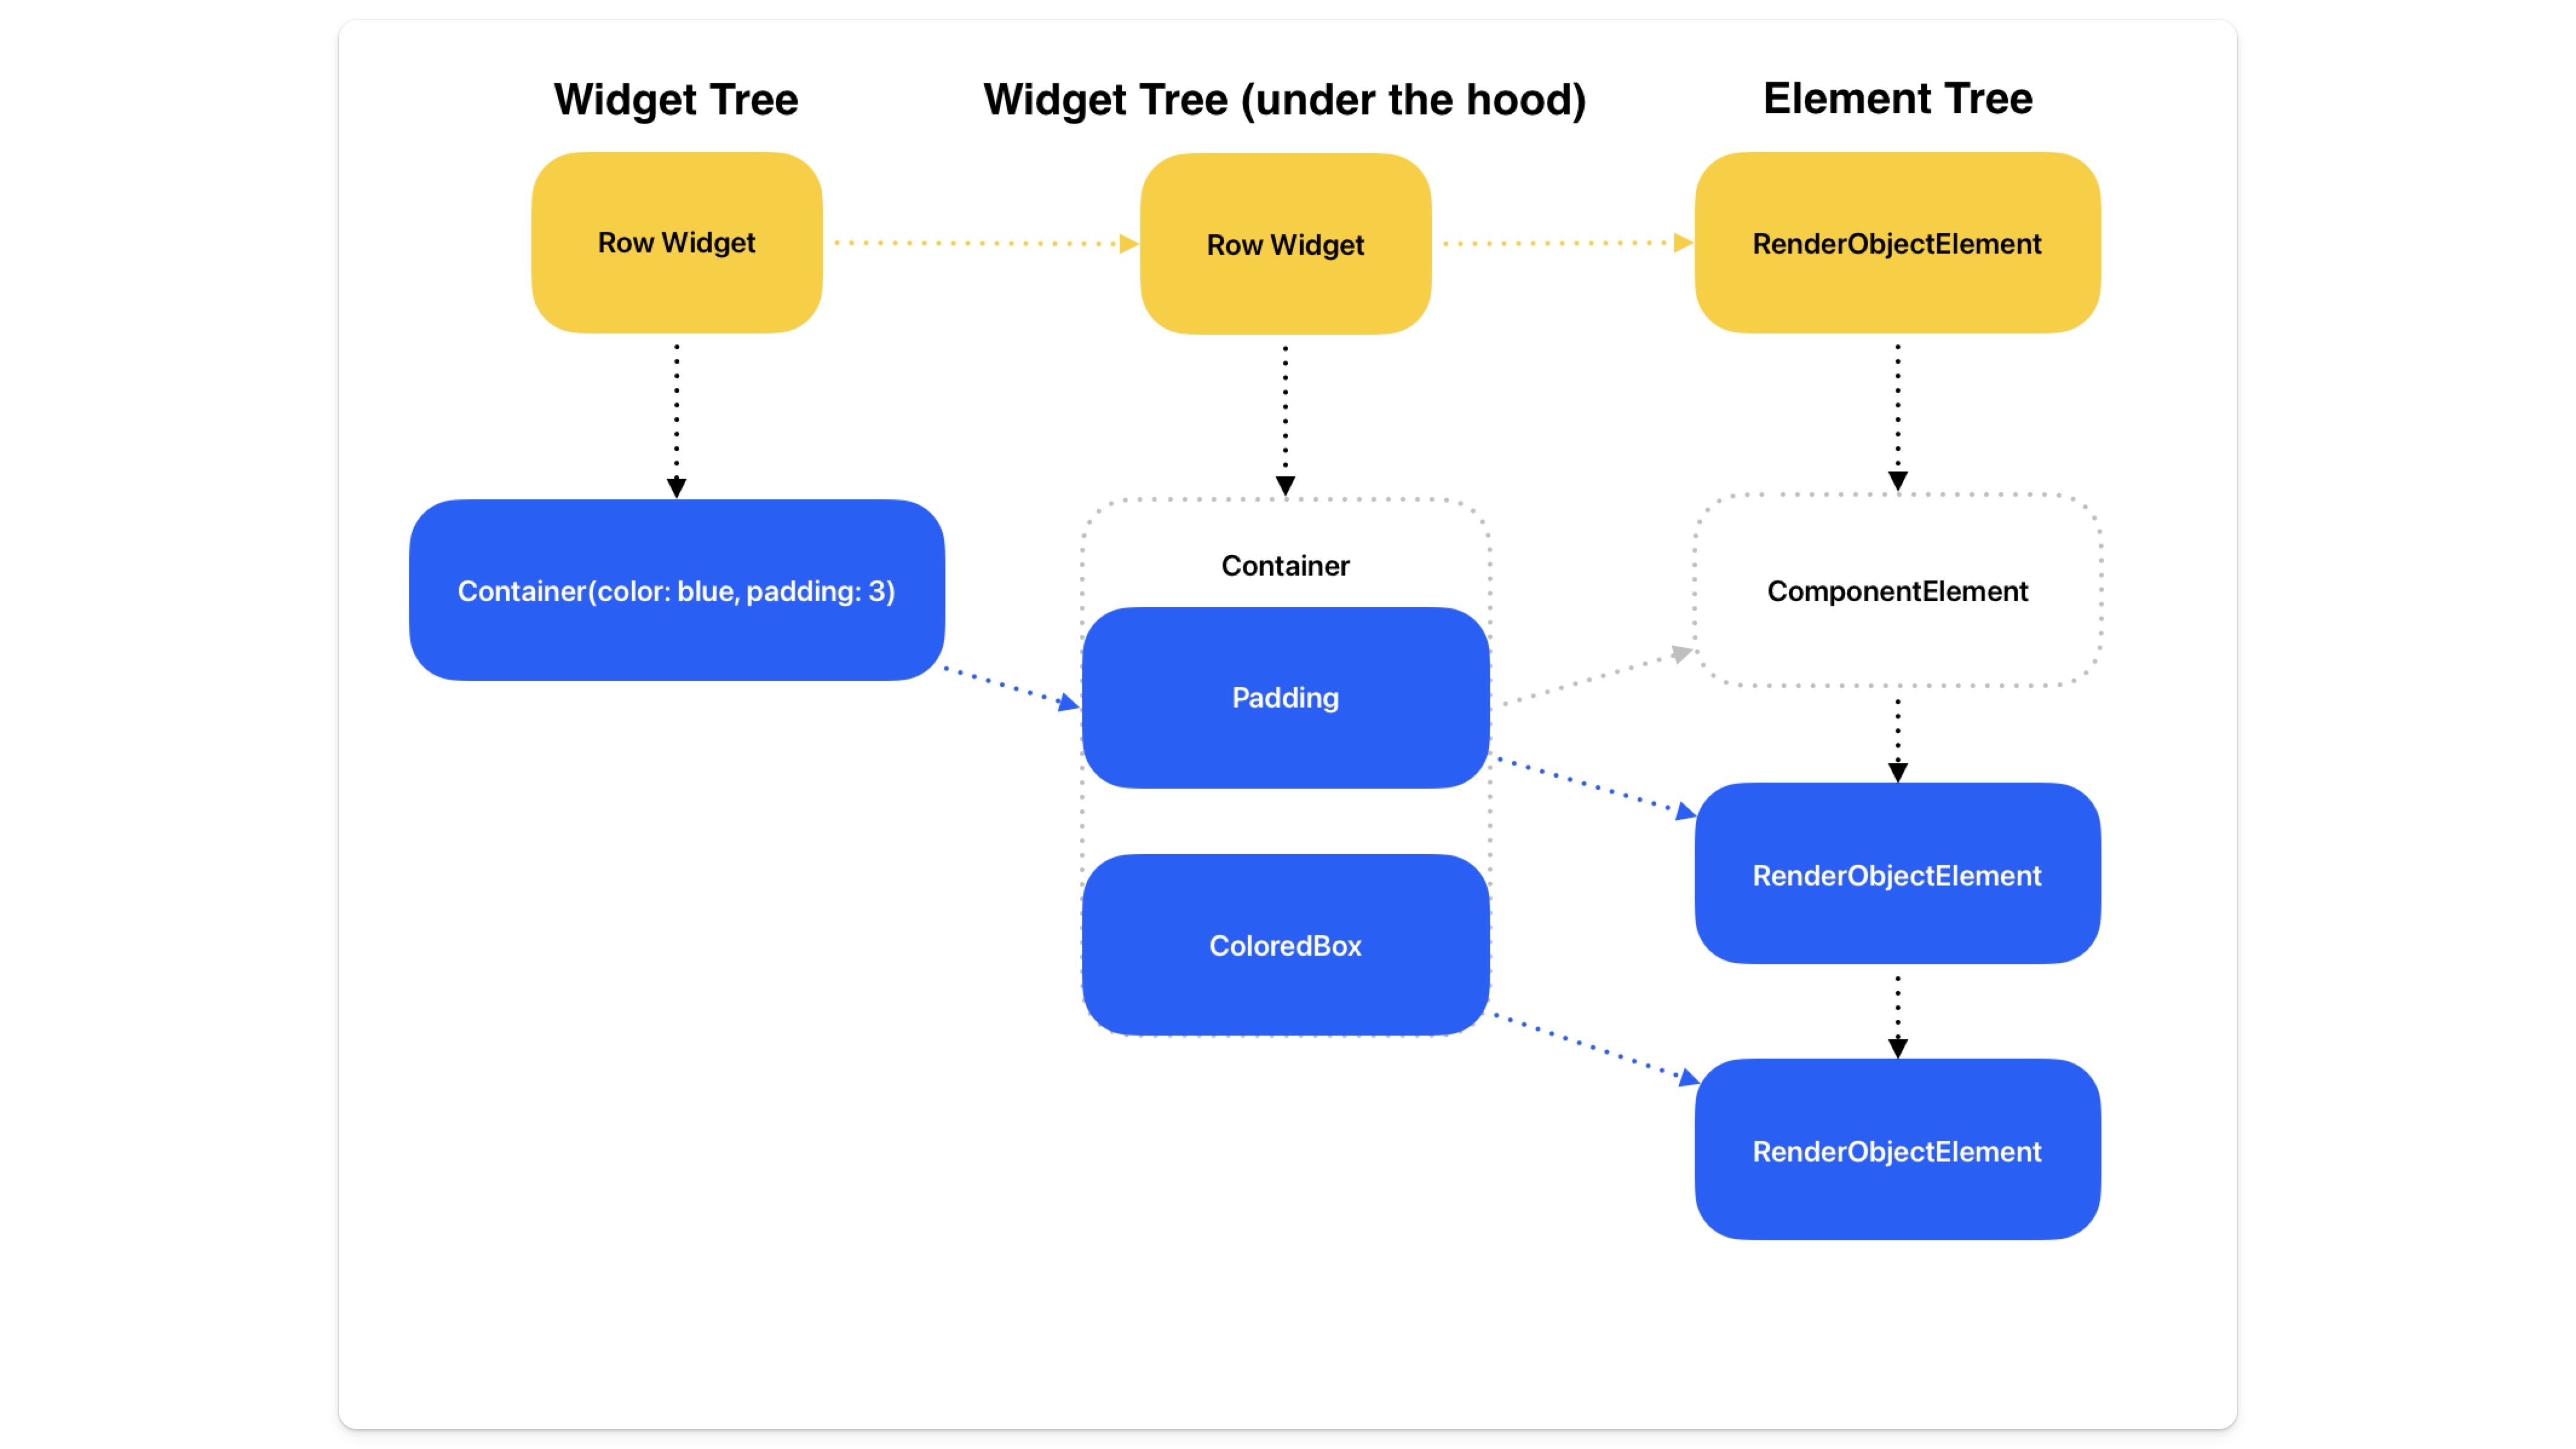 Widget Tree
Widget Tree (under the hood)
Element Tree
Row Widget
Row Widget
RenderObjectElement
Container(color: blue, padding: 3)
Container
ComponentElement
Padding
RenderObjectElement
ColoredBox
RenderObjectElement